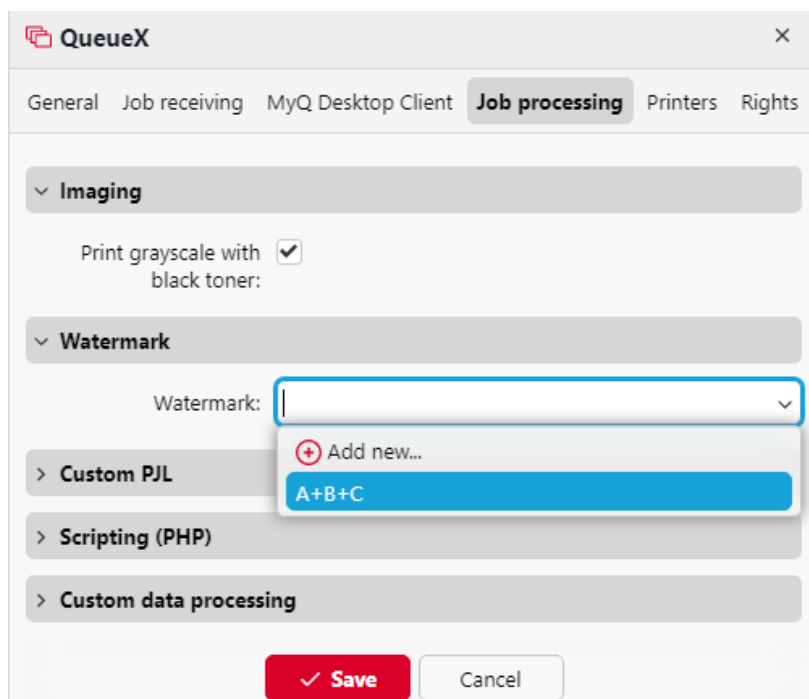 QueueX
General Job receiving MyQ Desktop Client Job processing Printers Rights
Imaging
Print grayscale with
black toner:
Watermark
Watermark:
Add new...
A+B+C
Custom PJL
Scripting (PHP)
Custom data processing
Save Cancel